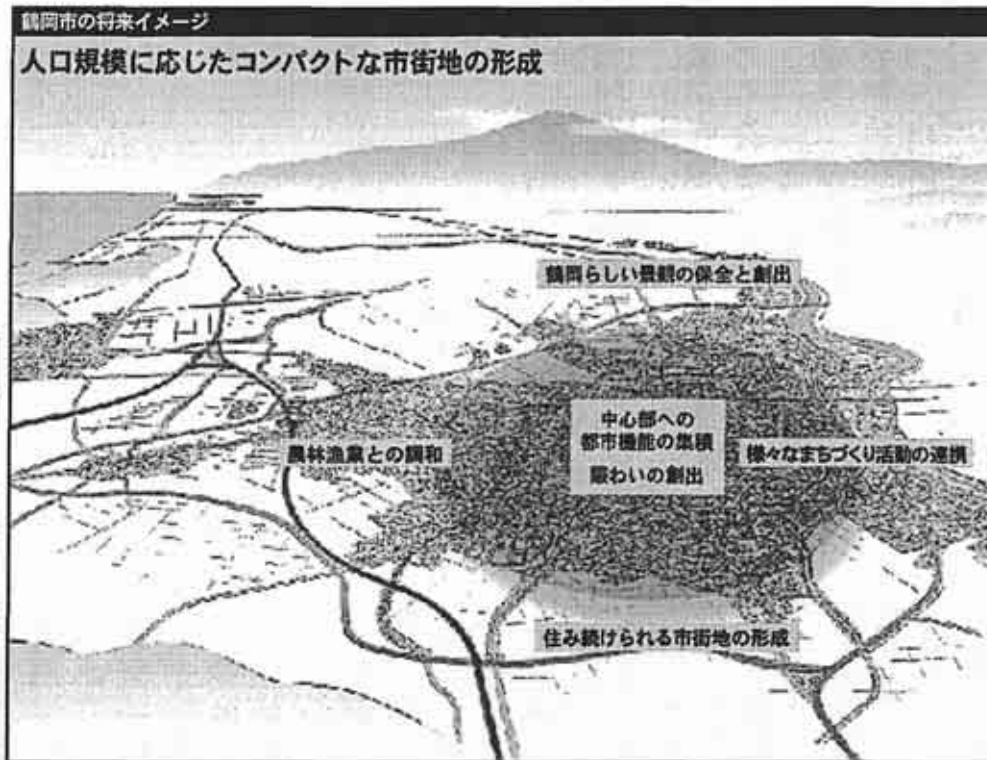 鶴岡市の将来イメージ
人口規模に応じたコンパクトな市街地の形成
鶴岡らしい景観の保全と創出
中心部への
都市機能の集積
賑わいの創出
農林漁業との調和
様々なまちづくり活動の連携
住み続けられる市街地の形成